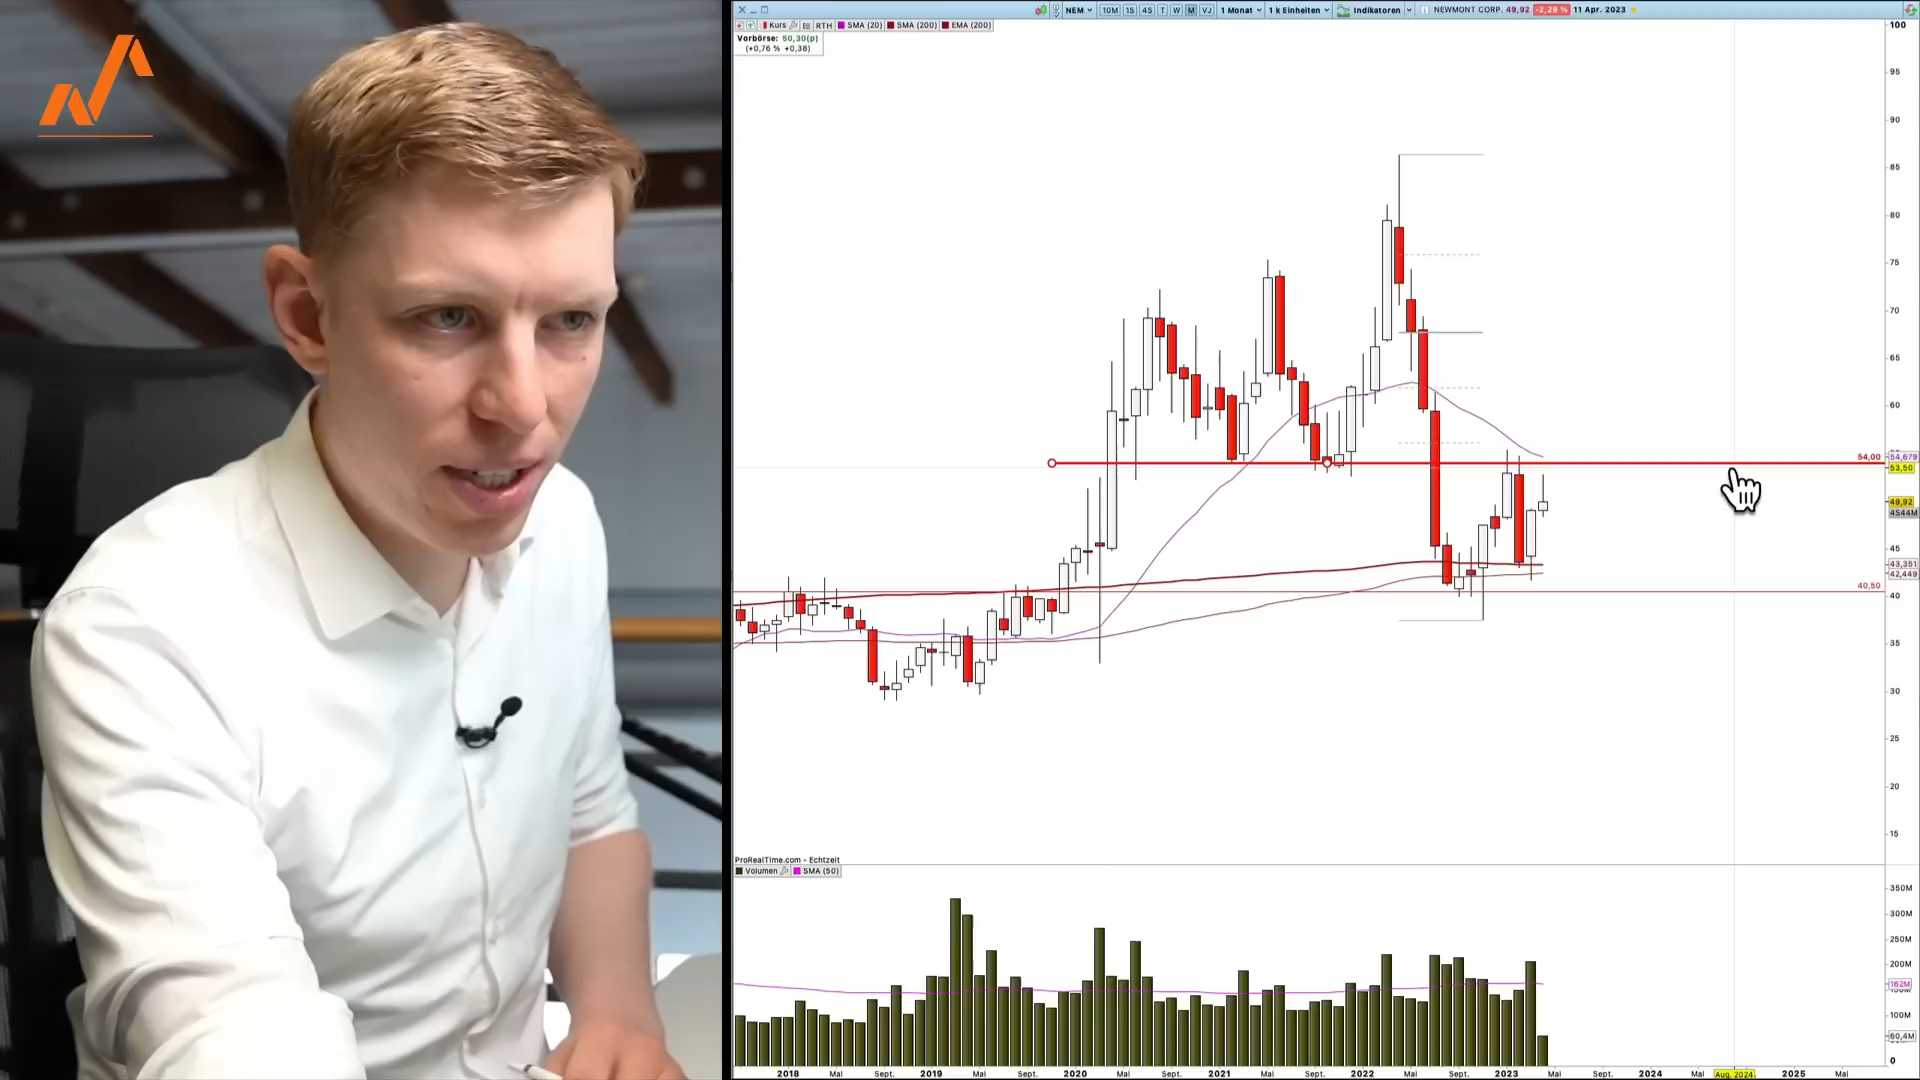 NEM 10M 1S 4S T W M VJ 1 Monat 1 k Einheiten Indikatoren NEWMONT CORP. 49,92 -2,29 % 11 Apr. 2023
Kurs RTH SMA (20) SMA (200) EMA (200)
Vorbörse: 50,30(p)
(+0,76 % +0,38)
100
95
90
85
80
75
70
65
60
54,00 54,679
53,50
49,92
4544M
45
43,351
42,449
40,50
40
35
30
25
20
15
ProRealTime.com - Echtzeit
Volumen SMA (50)
350M
300M
250M
200M
162M
100M
60,4M
0
2018 Mai Sept. 2019 Mai Sept. 2020 Mai Sept. 2021 Mai Sept. 2022 Mai Sept. 2023 Mai Sept. 2024 Mai Aug. 2024 2025 Mai